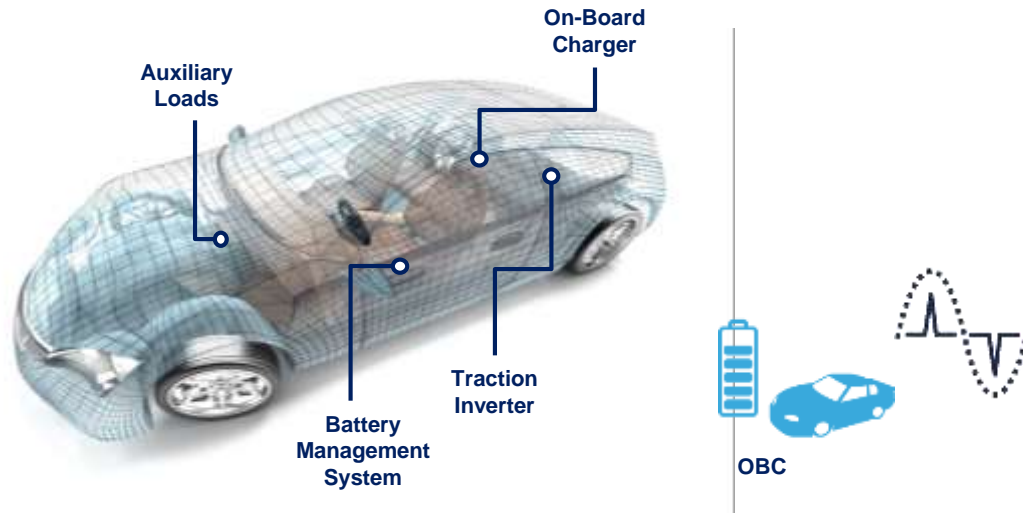 On-Board
Charger
Auxiliary
Loads
Traction
Inverter
Battery
Management
System
OBC